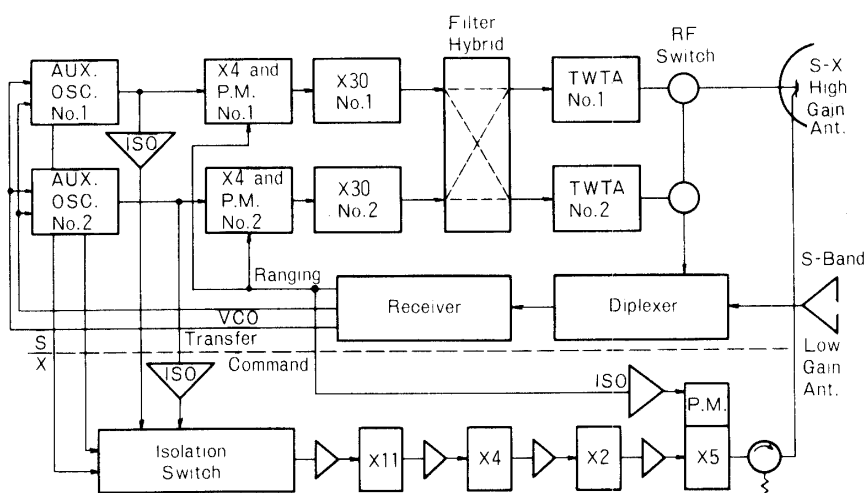 Filter
Hybrid
RF
Switch
AUX.
OSC.
No.1
X4 and
P.M.
No.1
X30
No.1
TWTA
No.1
S-X
High
Gain
Ant.
ISO
AUX.
OSC.
No.2
X4 and
P.M.
No.2
X30
No.2
TWTA
No.2
Ranging
Receiver
Diplexer
S-Band
VCO
Transfer
S
X
Command
Low
Gain
Ant.
ISO
ISO
P.M.
Isolation
Switch
X11
X4
X2
X5